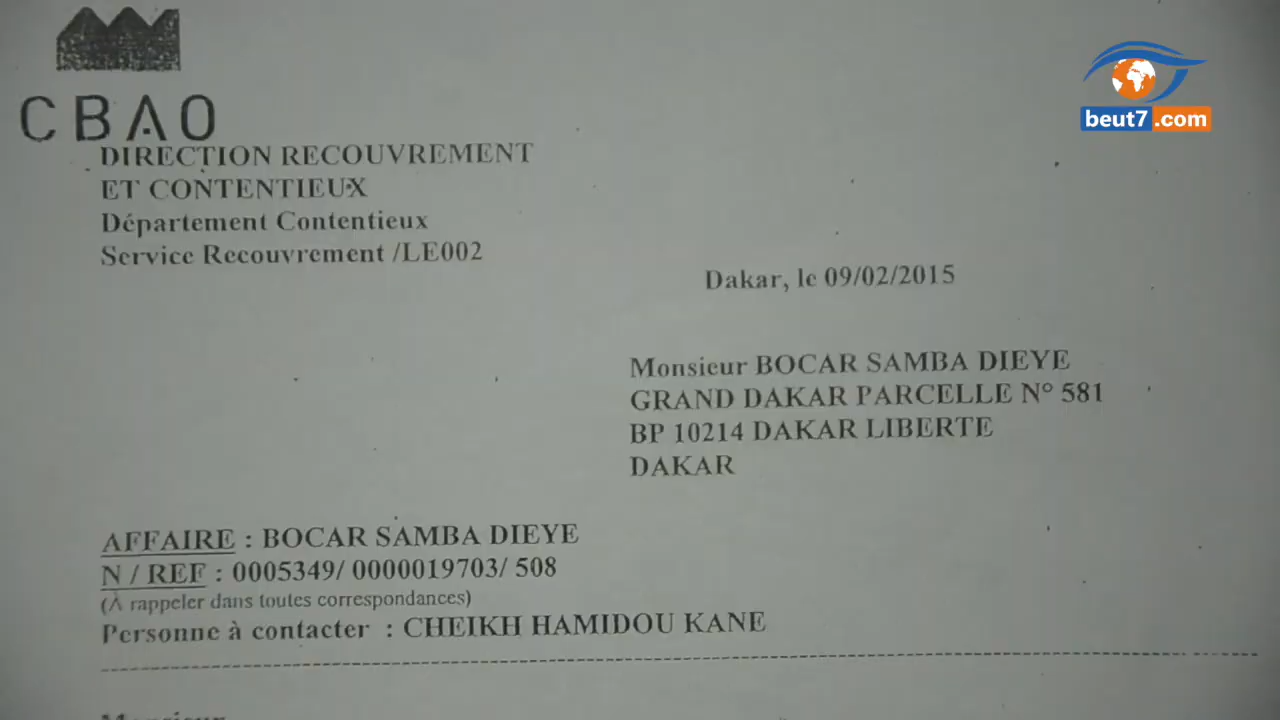 CBAO
beut7.com
DIRECTION RECOUVREMENT
ET CONTENTIEUX
Département Contentieux
Service Recouvrement /LE002
Dakar, le 09/02/2015
Monsieur BOCAR SAMBA DIEYE
GRAND DAKAR PARCELLE N° 581
BP 10214 DAKAR LIBERTE
DAKAR
AFFAIRE : BOCAR SAMBA DIEYE
N / REF : 0005349/ 0000019703/ 508
(À rappeler dans toutes correspondances)
Personne à contacter : CHEIKH HAMIDOU KANE